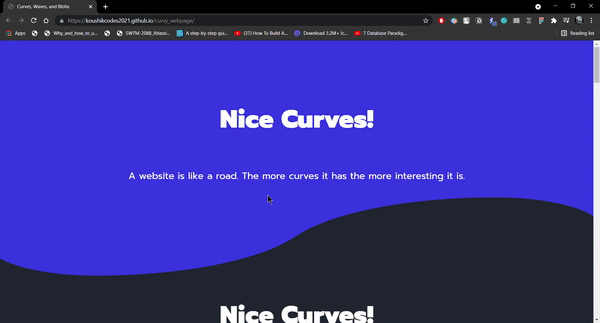 Curves, Waves, and Blobs
https://koushikcodes2021.github.io/curvy_webpage/
Apps
Why_and_how_to_u...
SWTM-2088_Atlassi...
A step-by-step gui...
(37) How To Build A...
Download 3.2M+ Ic...
7 Database Paradig...
Reading list
Nice Curves!
A website is like a road. The more curves it has the more interesting it is.
Nice Curves!